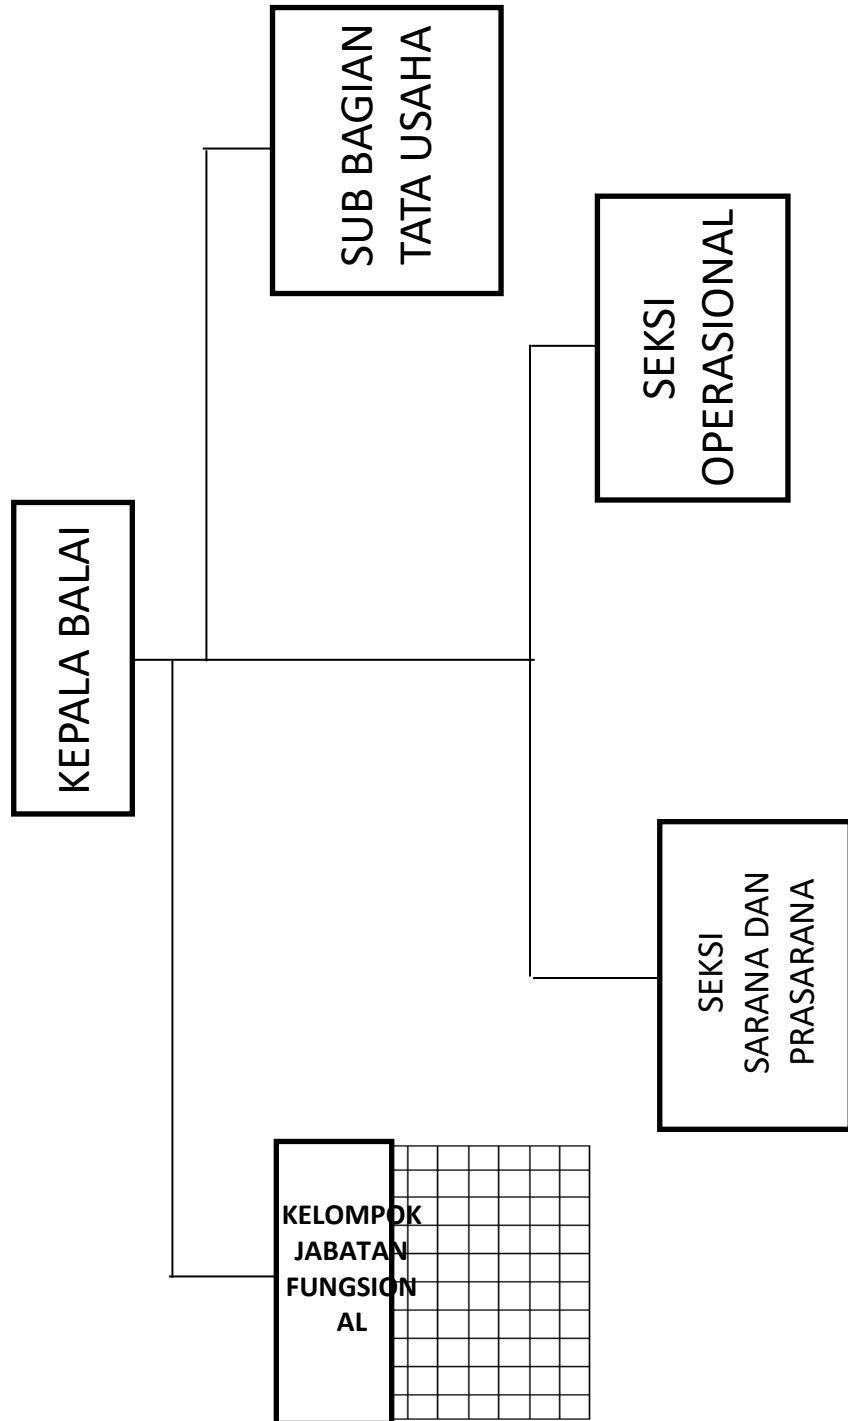 KEPALA BALAI
SUB BAGIAN
TATA USAHA
KELOMPOK
JABATAN
FUNGSION
AL
SEKSI
OPERASIONAL
SEKSI
SARANA DAN
PRASARANA